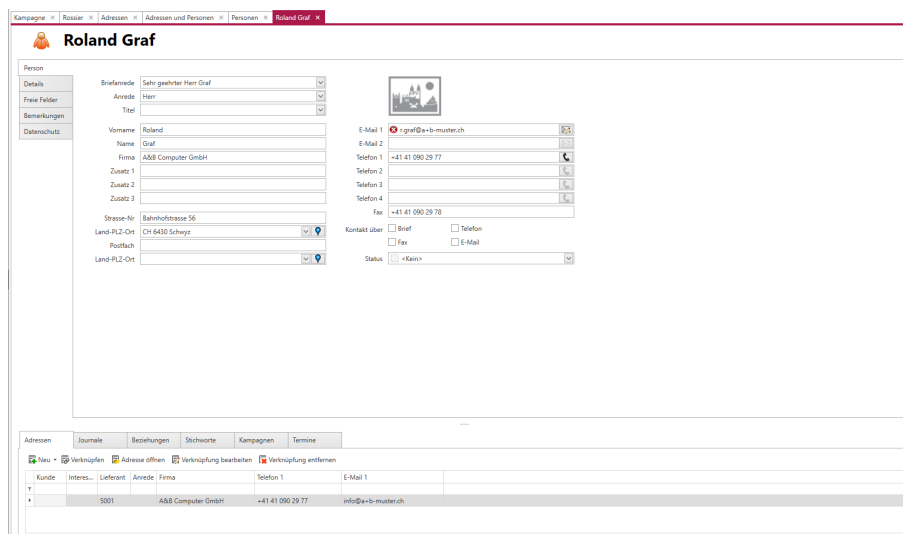 Kampagne × Rossier × Adressen × Adressen und Personen × Personen × Roland Graf ×
Roland Graf
Person
Details
Freie Felder
Bemerkungen
Datenschutz
Briefanrede Sehr geehrter Herr Graf
Anrede Herr
Titel
Vorname Roland E-Mail 1 r.graf@a+b-muster.ch
Name Graf E-Mail 2
Firma A&B Computer GmbH Telefon 1 +41 41 090 29 77
Zusatz 1 Telefon 2
Zusatz 2 Telefon 3
Zusatz 3 Telefon 4
Fax +41 41 090 29 78
Strasse-Nr Bahnhofstrasse 56
Land-PLZ-Ort CH 6430 Schwyz Kontakt über Brief Telefon
Postfach Fax E-Mail
Land-PLZ-Ort Status <Kein>
Adressen Journale Beziehungen Stichworte Kampagnen Termine
Neu Verknüpfen Adresse öffnen Verknüpfung bearbeiten Verknüpfung entfernen
Kunde Interes... Lieferant Anrede Firma Telefon 1 E-Mail 1
5001 A&B Computer GmbH +41 41 090 29 77 info@a+b-muster.ch